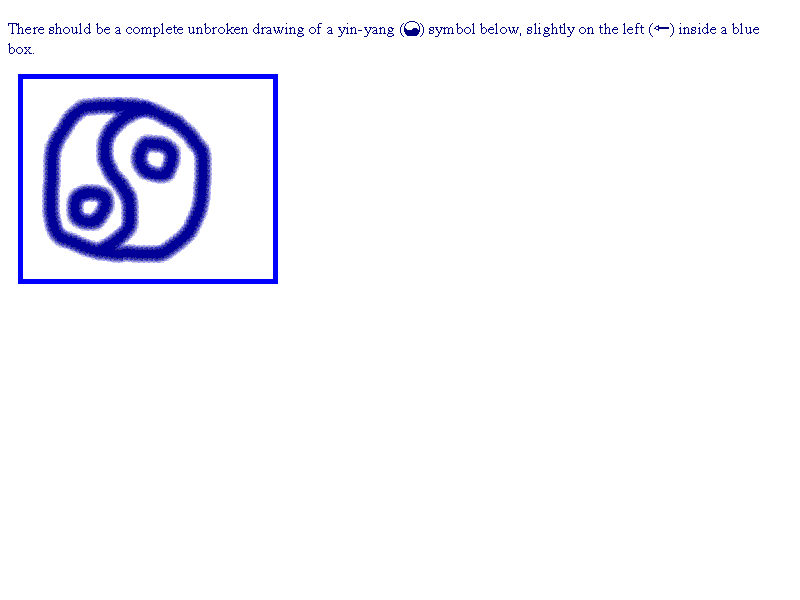 There should be a complete unbroken drawing of a yin-yang (☯) symbol below, slightly on the left (←) inside a blue
box.